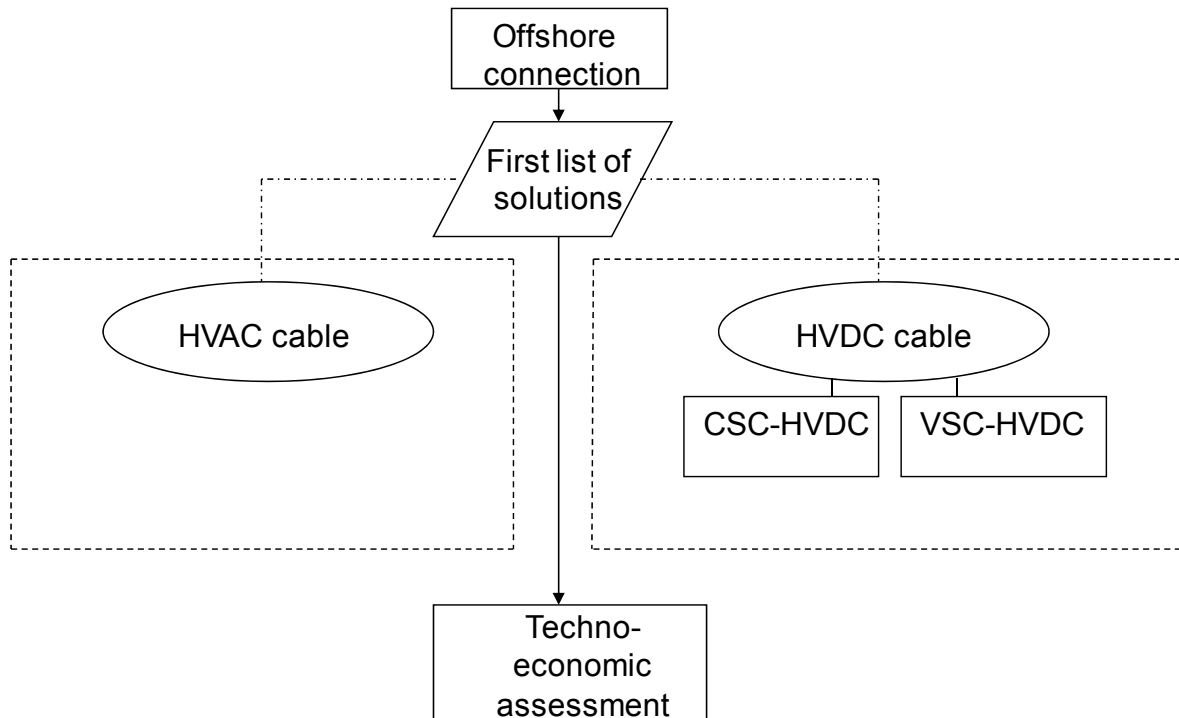 Offshore
connection
First list of
solutions
HVAC cable
HVDC cable
CSC-HVDC
VSC-HVDC
Techno-
economic
assessment